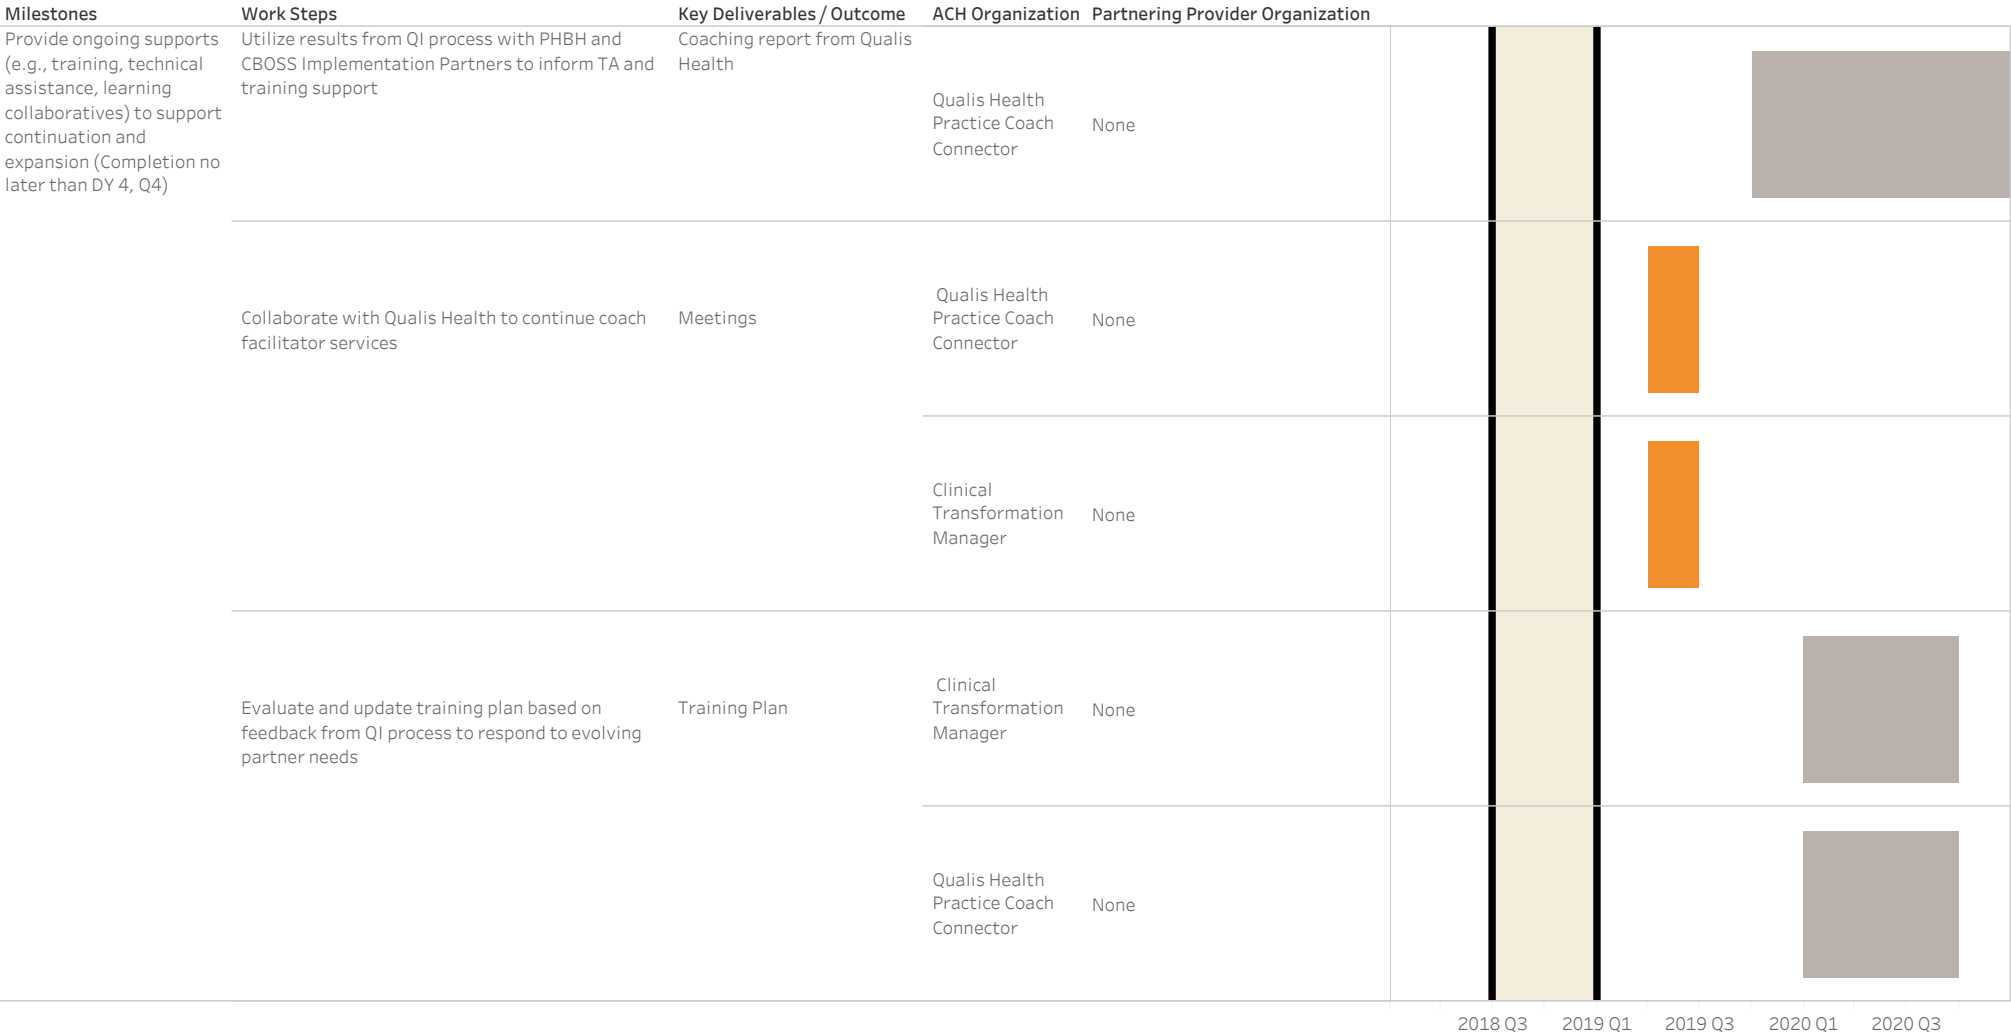 Milestones
Work Steps
Key Deliverables / Outcome
ACH Organization
Partnering Provider Organization
Provide ongoing supports
(e.g., training, technical
assistance, learning
collaboratives) to support
continuation and
expansion (Completion no
later than DY 4, Q4)
Utilize results from QI process with PHBH and
CBOSS Implementation Partners to inform TA and
training support
Coaching report from Qualis
Health
Qualis Health
Practice Coach
Connector
None
Collaborate with Qualis Health to continue coach
facilitator services
Meetings
Qualis Health
Practice Coach
Connector
None
Clinical
Transformation
Manager
None
Evaluate and update training plan based on
feedback from QI process to respond to evolving
partner needs
Training Plan
Clinical
Transformation
Manager
None
Qualis Health
Practice Coach
Connector
None
2018 Q3
2019 Q1
2019 Q3
2020 Q1
2020 Q3